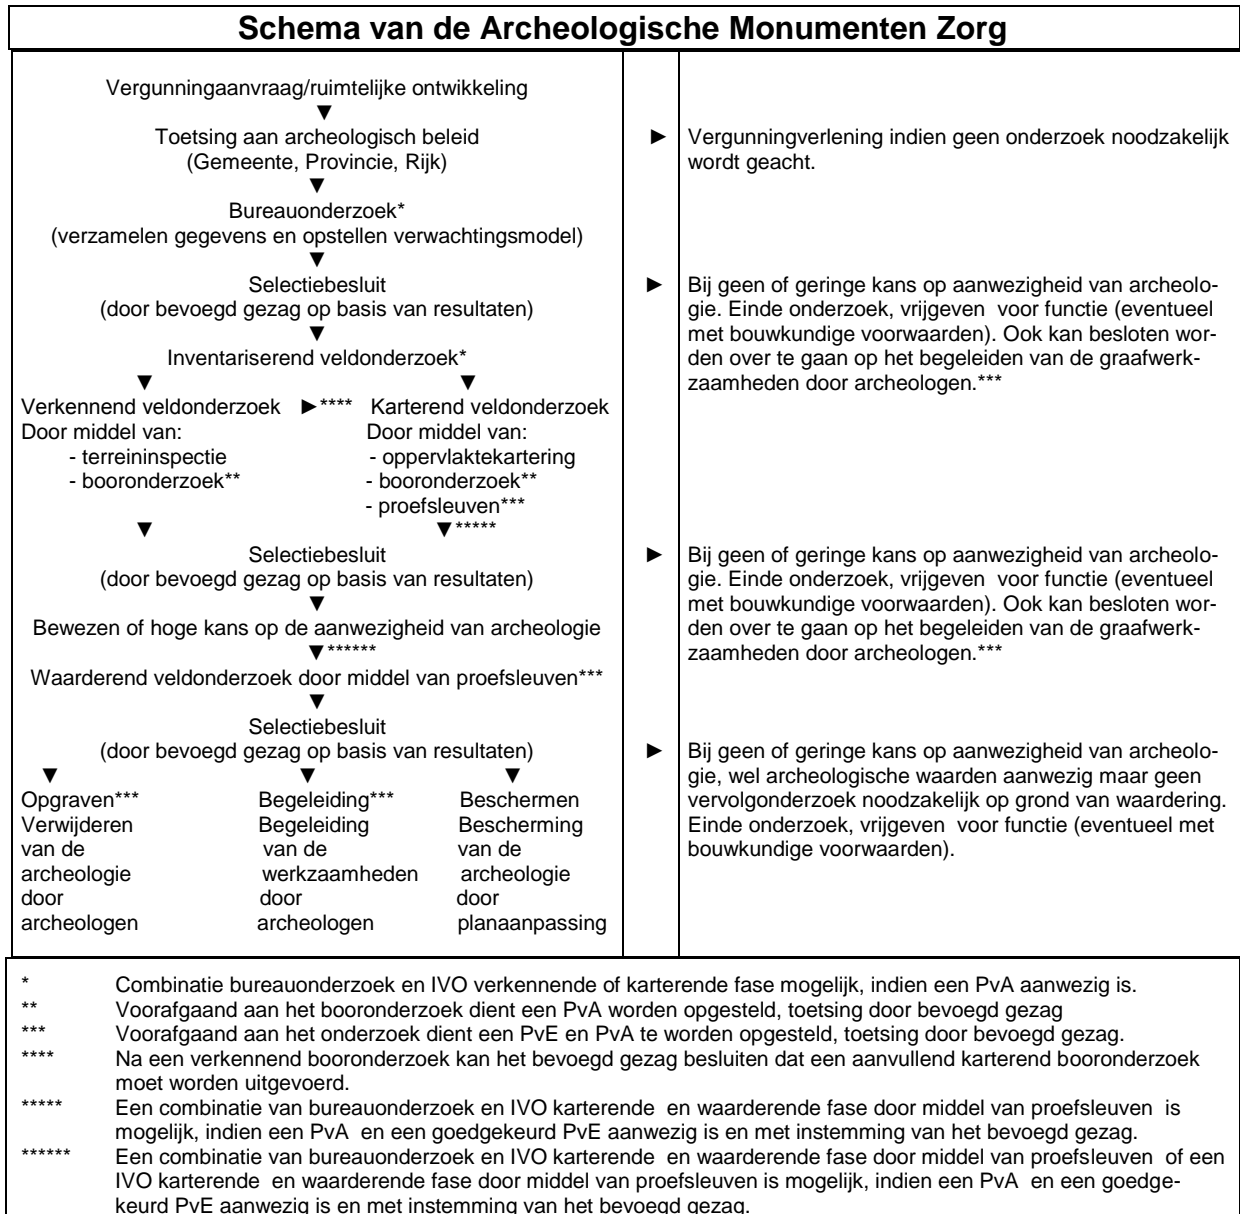 Schema van de Archeologische Monumenten Zorg
Vergunningaanvraag/ruimtelijke ontwikkeling
▼
Toetsing aan archeologisch beleid
(Gemeente, Provincie, Rijk)
► Vergunningverlening indien geen onderzoek noodzakelijk
wordt geacht.
▼
Bureauonderzoek*
(verzamelen gegevens en opstellen verwachtingsmodel)
▼
Selectiebesluit
(door bevoegd gezag op basis van resultaten)
► Bij geen of geringe kans op aanwezigheid van archeolo-
gie. Einde onderzoek, vrijgeven voor functie (eventueel
met bouwkundige voorwaarden). Ook kan besloten wor-
den over te gaan op het begeleiden van de graafwerk-
zaamheden door archeologen.***
▼
Inventariserend veldonderzoek*
▼ ▼
Verkennend veldonderzoek ►**** Karterend veldonderzoek
Door middel van: Door middel van:
- terreininspectie - oppervlaktekartering
- booronderzoek** - booronderzoek**
- proefsleuven***
▼ ▼*****
Selectiebesluit
(door bevoegd gezag op basis van resultaten)
► Bij geen of geringe kans op aanwezigheid van archeolo-
gie. Einde onderzoek, vrijgeven voor functie (eventueel
met bouwkundige voorwaarden). Ook kan besloten wor-
den over te gaan op het begeleiden van de graafwerk-
zaamheden door archeologen.***
▼
Bewezen of hoge kans op de aanwezigheid van archeologie
▼******
Waarderend veldonderzoek door middel van proefsleuven***
▼
Selectiebesluit
(door bevoegd gezag op basis van resultaten)
► Bij geen of geringe kans op aanwezigheid van archeolo-
gie, wel archeologische waarden aanwezig maar geen
vervolgonderzoek noodzakelijk op grond van waardering.
Einde onderzoek, vrijgeven voor functie (eventueel met
bouwkundige voorwaarden).
▼ ▼ ▼
Opgraven*** Begeleiding*** Beschermen
Verwijderen Begeleiding Bescherming
van de van de van de
archeologie werkzaamheden archeologie
door door door
archeologen archeologen planaanpassing
* Combinatie bureauonderzoek en IVO verkennende of karterende fase mogelijk, indien een PvA aanwezig is.
** Voorafgaand aan het booronderzoek dient een PvA worden opgesteld, toetsing door bevoegd gezag
*** Voorafgaand aan het onderzoek dient een PvE en PvA te worden opgesteld, toetsing door bevoegd gezag.
**** Na een verkennend booronderzoek kan het bevoegd gezag besluiten dat een aanvullend karterend booronderzoek
moet worden uitgevoerd.
***** Een combinatie van bureauonderzoek en IVO karterende en waarderende fase door middel van proefsleuven is
mogelijk, indien een PvA en een goedgekeurd PvE aanwezig is en met instemming van het bevoegd gezag.
****** Een combinatie van bureauonderzoek en IVO karterende en waarderende fase door middel van proefsleuven of een
IVO karterende en waarderende fase door middel van proefsleuven is mogelijk, indien een PvA en een goedge-
keurd PvE aanwezig is en met instemming van het bevoegd gezag.